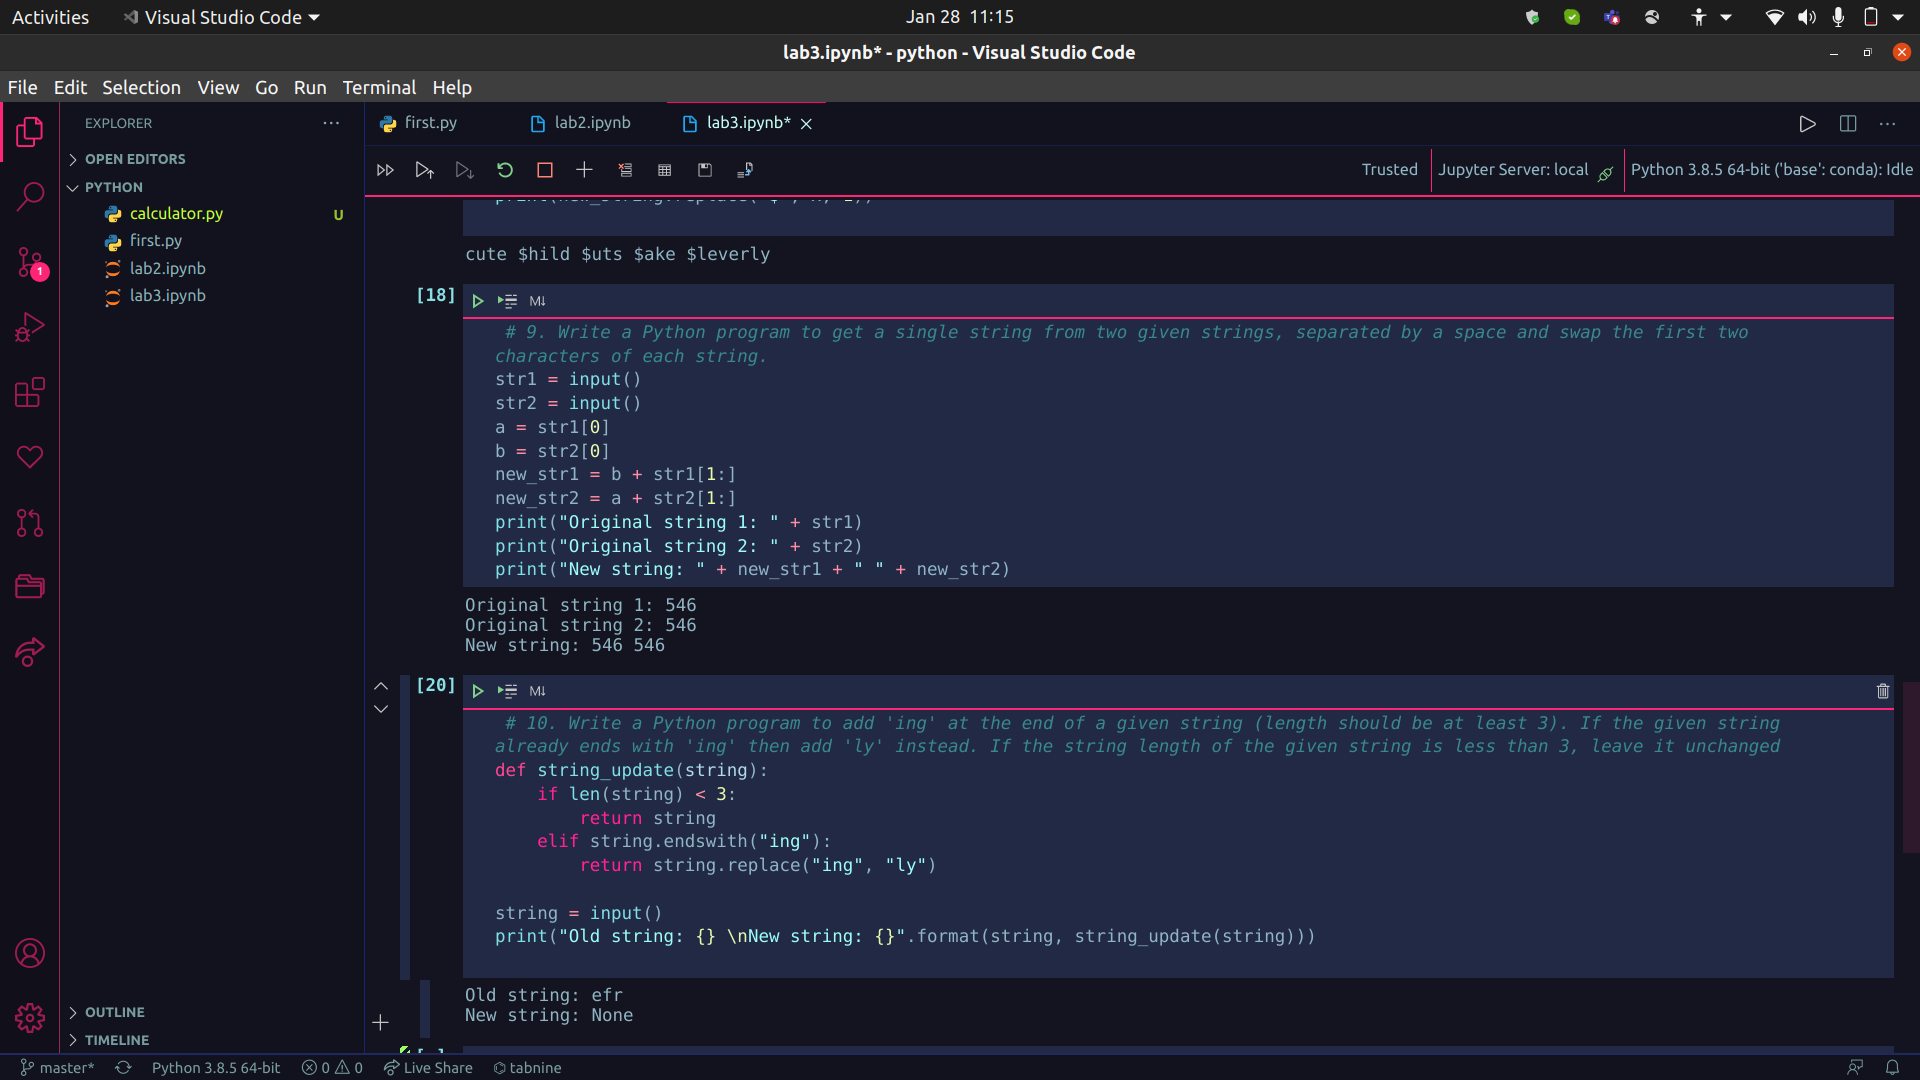 Activities Visual Studio Code Jan 28 11:15
lab3.ipynb* - python - Visual Studio Code
File Edit Selection View Go Run Terminal Help
EXPLORER
OPEN EDITORS
PYTHON
calculator.py U
first.py
lab2.ipynb
lab3.ipynb
OUTLINE
TIMELINE
1
first.py lab2.ipynb lab3.ipynb*
Trusted Jupyter Server: local Python 3.8.5 64-bit ('base': conda): Idle
cute $hild $uts $ake $leverly
[18] M↓
# 9. Write a Python program to get a single string from two given strings, separated by a space and swap the first two
characters of each string.
str1 = input()
str2 = input()
a = str1[0]
b = str2[0]
new_str1 = b + str1[1:]
new_str2 = a + str2[1:]
print("Original string 1: " + str1)
print("Original string 2: " + str2)
print("New string: " + new_str1 + " " + new_str2)
Original string 1: 546
Original string 2: 546
New string: 546 546
[20] M↓
# 10. Write a Python program to add 'ing' at the end of a given string (length should be at least 3). If the given string
already ends with 'ing' then add 'ly' instead. If the string length of the given string is less than 3, leave it unchanged
def string_update(string):
if len(string) < 3:
return string
elif string.endswith("ing"):
return string.replace("ing", "ly")
string = input()
print("Old string: {} \nNew string: {}".format(string, string_update(string)))
Old string: efr
New string: None
master* Python 3.8.5 64-bit 0 0 Live Share tabnine